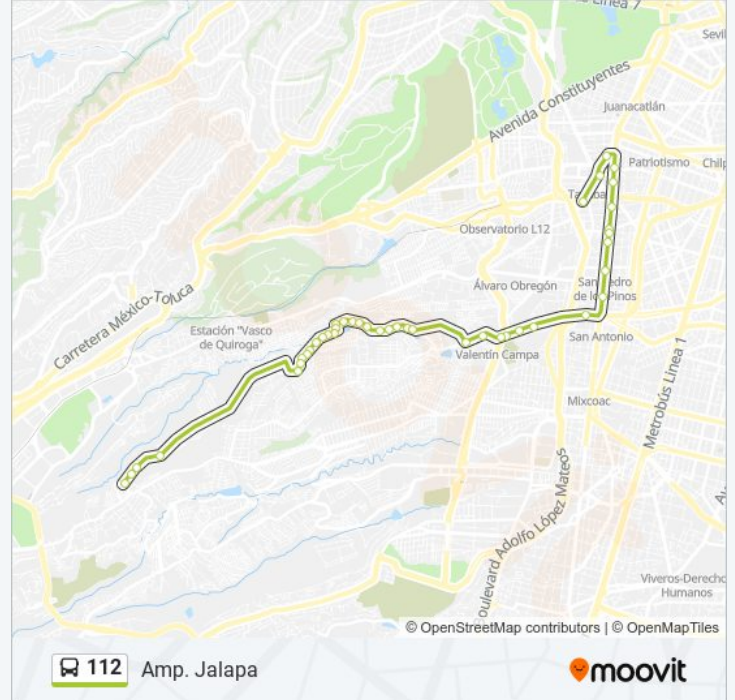 Línea 7
Sevil
Avenida Constituyentes
Juanacatlán
Patriotismo
Chilp
Observatorio L12
Álvaro Obregón
San Pedro
de los Pinos
Carretera México-Toluca
Estación "Vasco
de Quiroga"
San Antonio
Valentín Campa
Metrobús Línea 1
Mixcoac
Boulevard Adolfo López Mateos
Viveros-Derecho
Humanos
© OpenStreetMap contributors | © OpenMapTiles
112 Amp. Jalapa
moovit